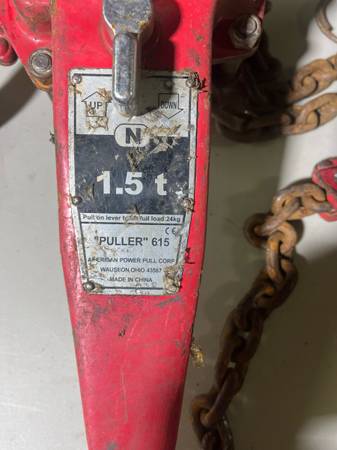 UP
DOWN
N
1.5 t
Pull on lever to lift full load:24kg
CE
"PULLER" 615
AMERICAN POWER PULL CORP
WAUSEON,OHIO 43567
MADE IN CHINA